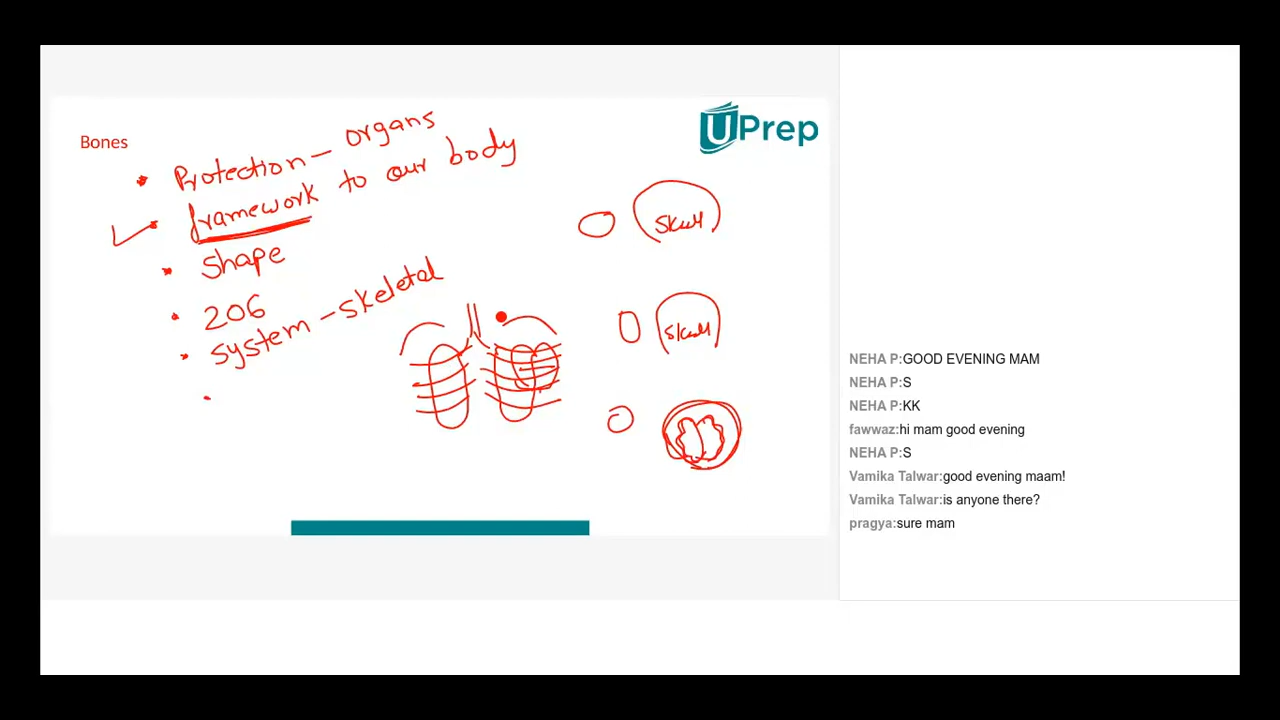 Bones
UPrep
Protection - organs
framework to our body
Shape
206
System - Skeletal
Skull
Skull
NEHA P:GOOD EVENING MAM
NEHA P:S
NEHA P:KK
fawwaz:hi mam good evening
NEHA P:S
Vamika Talwar:good evening maam!
Vamika Talwar:is anyone there?
pragya:sure mam